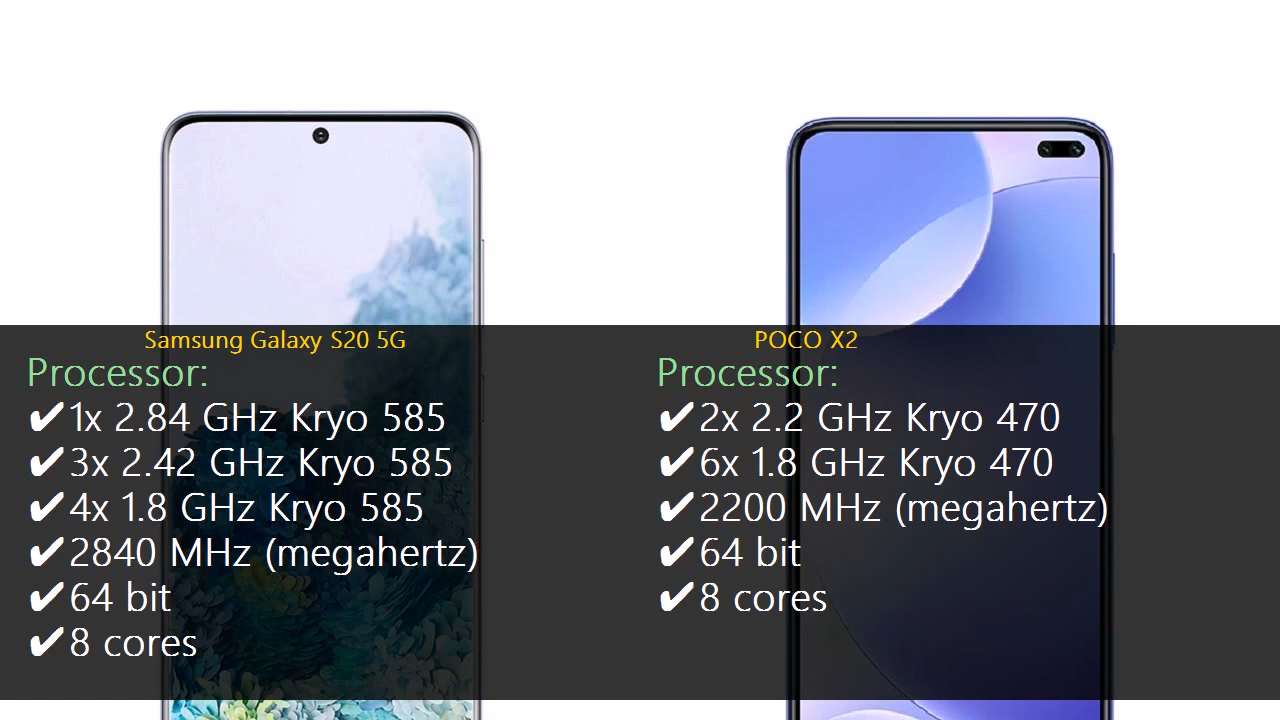 Samsung Galaxy S20 5G
Processor:
✔1x 2.84 GHz Kryo 585
✔3x 2.42 GHz Kryo 585
✔4x 1.8 GHz Kryo 585
✔2840 MHz (megahertz)
✔64 bit
✔8 cores
POCO X2
Processor:
✔2x 2.2 GHz Kryo 470
✔6x 1.8 GHz Kryo 470
✔2200 MHz (megahertz)
✔64 bit
✔8 cores